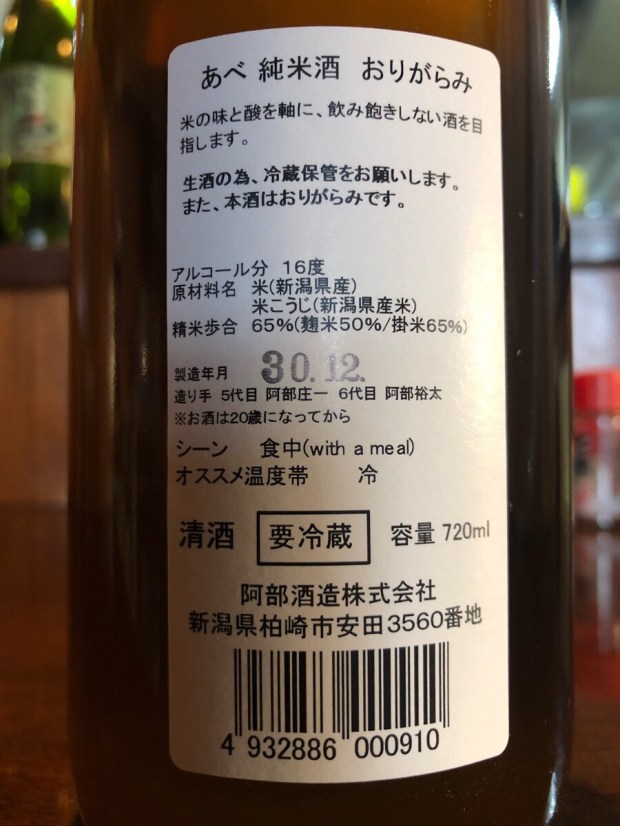 あべ 純米酒 おりがらみ
米の味と酸を軸に、飲み飽きしない酒を目
指します。
生酒の為、冷蔵保管をお願いします。
また、本酒はおりがらみです。
アルコール分 16度
原材料名 米(新潟県産)
米こうじ(新潟県産米)
精米歩合 65%(麹米50%/掛米65%)
製造年月 30.12.
造り手 5代目 阿部庄一 6代目 阿部裕太
※お酒は20歳になってから
シーン 食中(with a meal)
オススメ温度帯 冷
清酒 要冷蔵 容量 720ml
阿部酒造株式会社
新潟県柏崎市安田3560番地
4 932886 000910